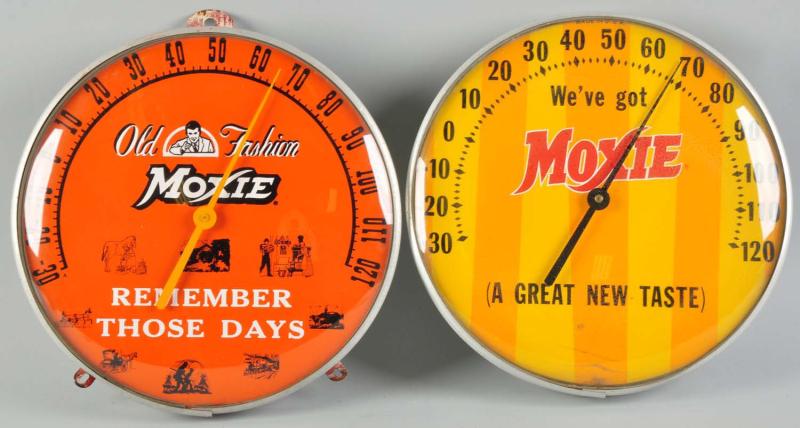 30 20 10 0 10 20 30 40 50 60 70 80 90 100 110 120
Old Fashion
MOXIE
REMEMBER
THOSE DAYS
MADE IN U.S.A.
30 20 10 0 10 20 30 40 50 60 70 80 90 100 110 120
We've got
MOXIE
(A GREAT NEW TASTE)